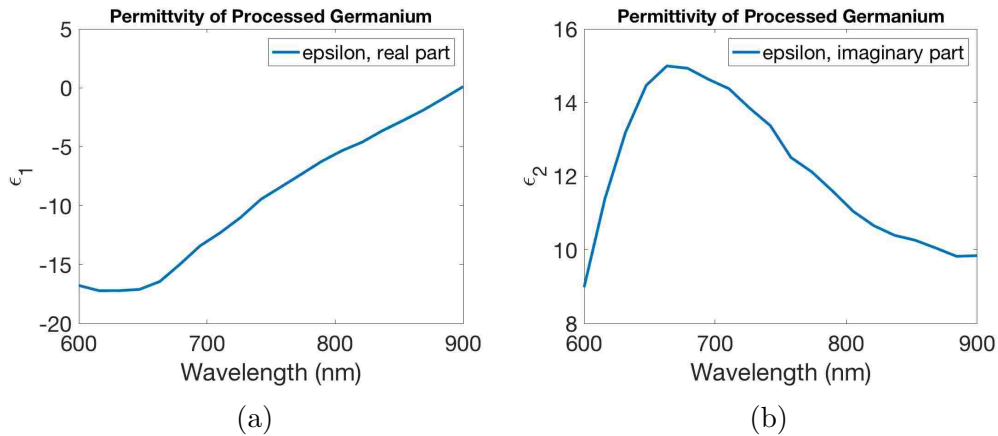 Permittvity of Processed Germanium
epsilon, real part
5
0
-5
-10
-15
-20
ϵ1
600
700
800
900
Wavelength (nm)
(a)
Permittivity of Processed Germanium
epsilon, imaginary part
16
14
12
10
8
ϵ2
600
700
800
900
Wavelength (nm)
(b)